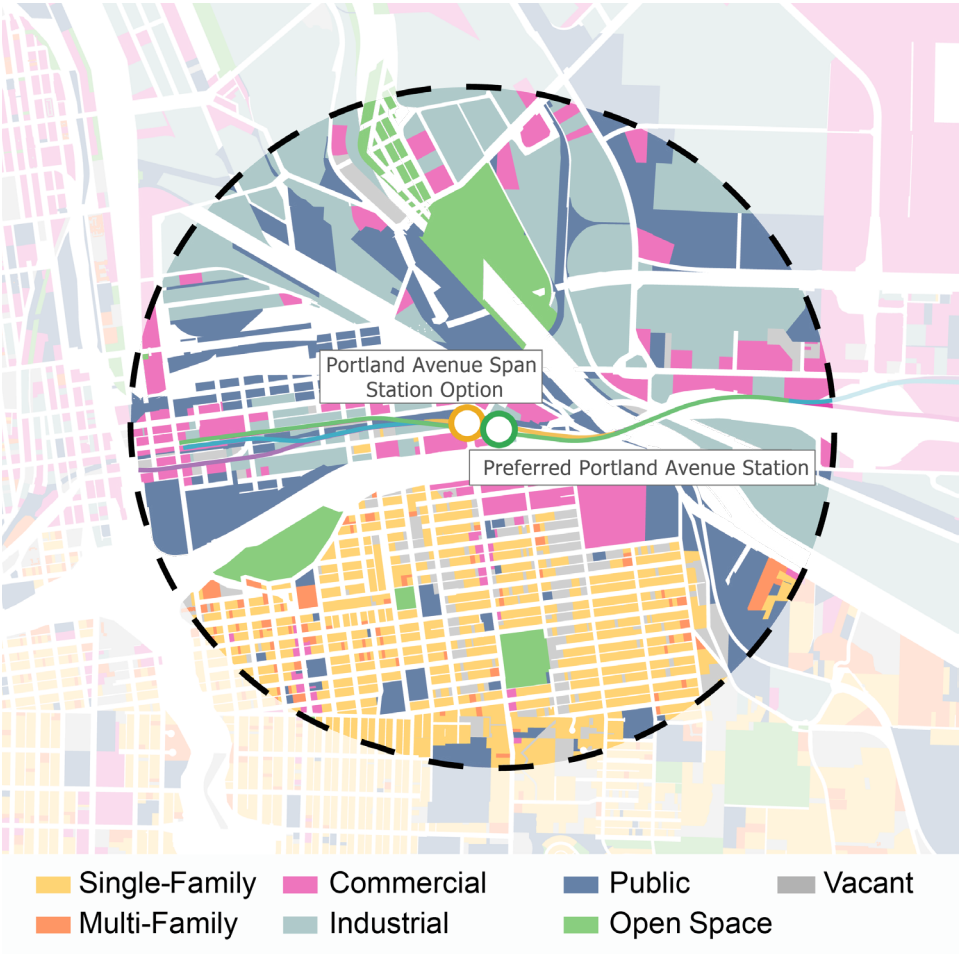 Portland Avenue Span
Station Option
Preferred Portland Avenue Station
Single-Family
Commercial
Public
Vacant
Multi-Family
Industrial
Open Space